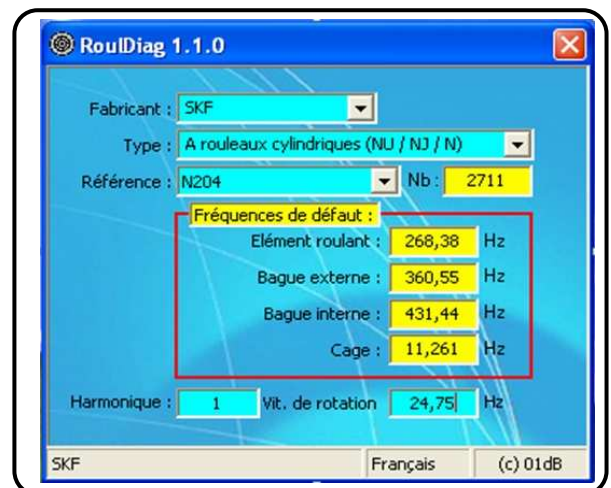 RoulDiag 1.1.0
Fabricant : SKF
Type : A rouleaux cylindriques (NU / NJ / N)
Référence : N204 Nb : 2711
Fréquences de défaut :
Elément roulant : 268,38 Hz
Bague externe : 360,55 Hz
Bague interne : 431,44 Hz
Cage : 11,261 Hz
Harmonique : 1 Vit. de rotation 24,75 Hz
SKF Français (c) 01dB